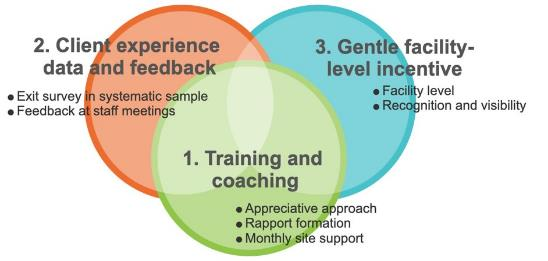 2. Client experience
data and feedback
● Exit survey in systematic sample
● Feedback at staff meetings
3. Gentle facility-
level incentive
● Facility level
● Recognition and visibility
1. Training and
coaching
● Appreciative approach
● Rapport formation
● Monthly site support